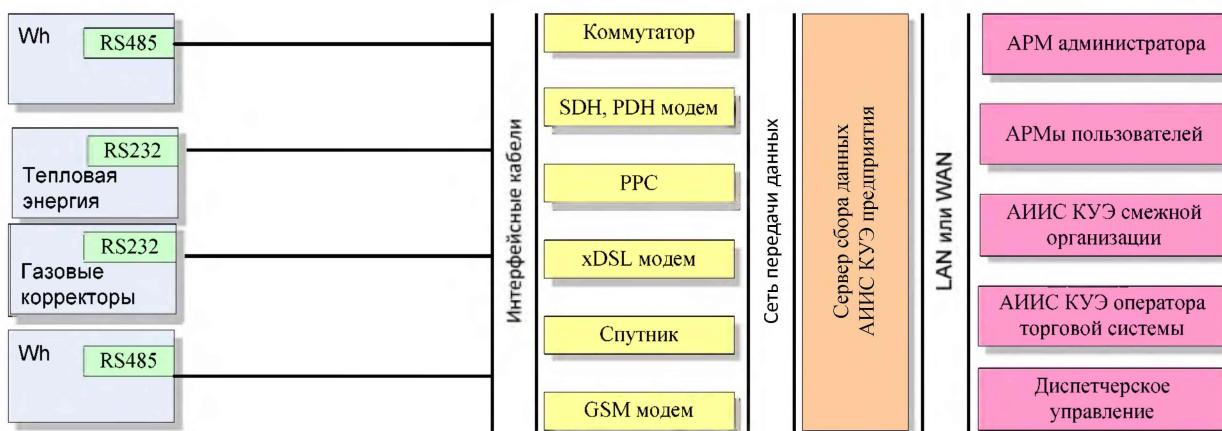 Wh
RS485
RS232
Тепловая
энергия
RS232
Газовые
корректоры
Wh
RS485
Интерфейсные кабели
Коммутатор
SDH, PDH модем
РРС
xDSL модем
Спутник
GSM модем
Сеть передачи данных
Сервер сбора данных
АИИС КУЭ предприятия
LAN или WAN
АРМ администратора
АРМы пользователей
АИИС КУЭ смежной
организации
АИИС КУЭ оператора
торговой системы
Диспетчерское
управление